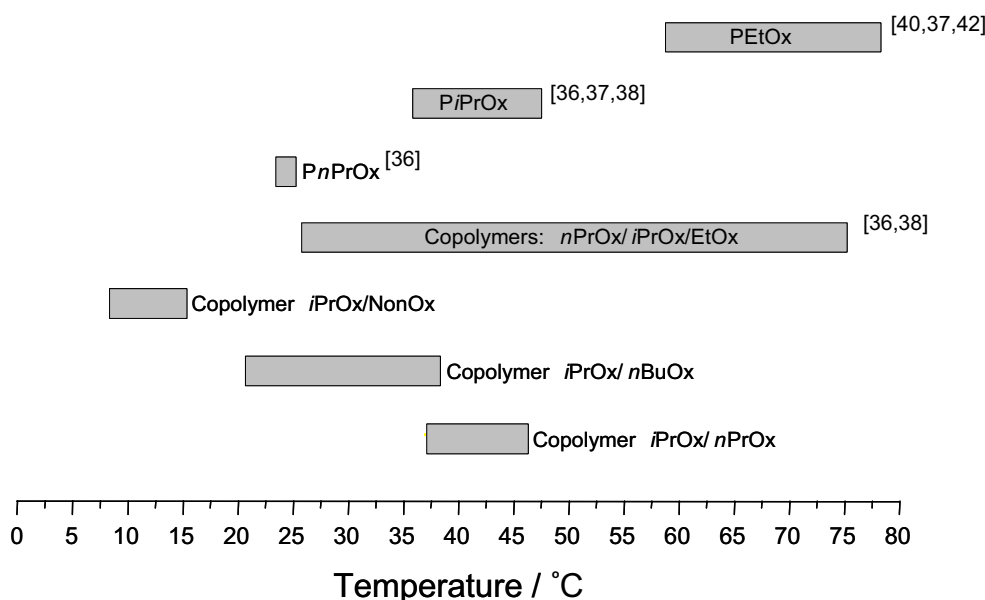 PEtOx [40,37,42]
PiPrOx [36,37,38]
PnPrOx [36]
Copolymers: nPrOx/ iPrOx/EtOx [36,38]
Copolymer iPrOx/NonOx
Copolymer iPrOx/ nBuOx
Copolymer iPrOx/ nPrOx
0 5 10 15 20 25 30 35 40 45 50 55 60 65 70 75 80
Temperature / °C